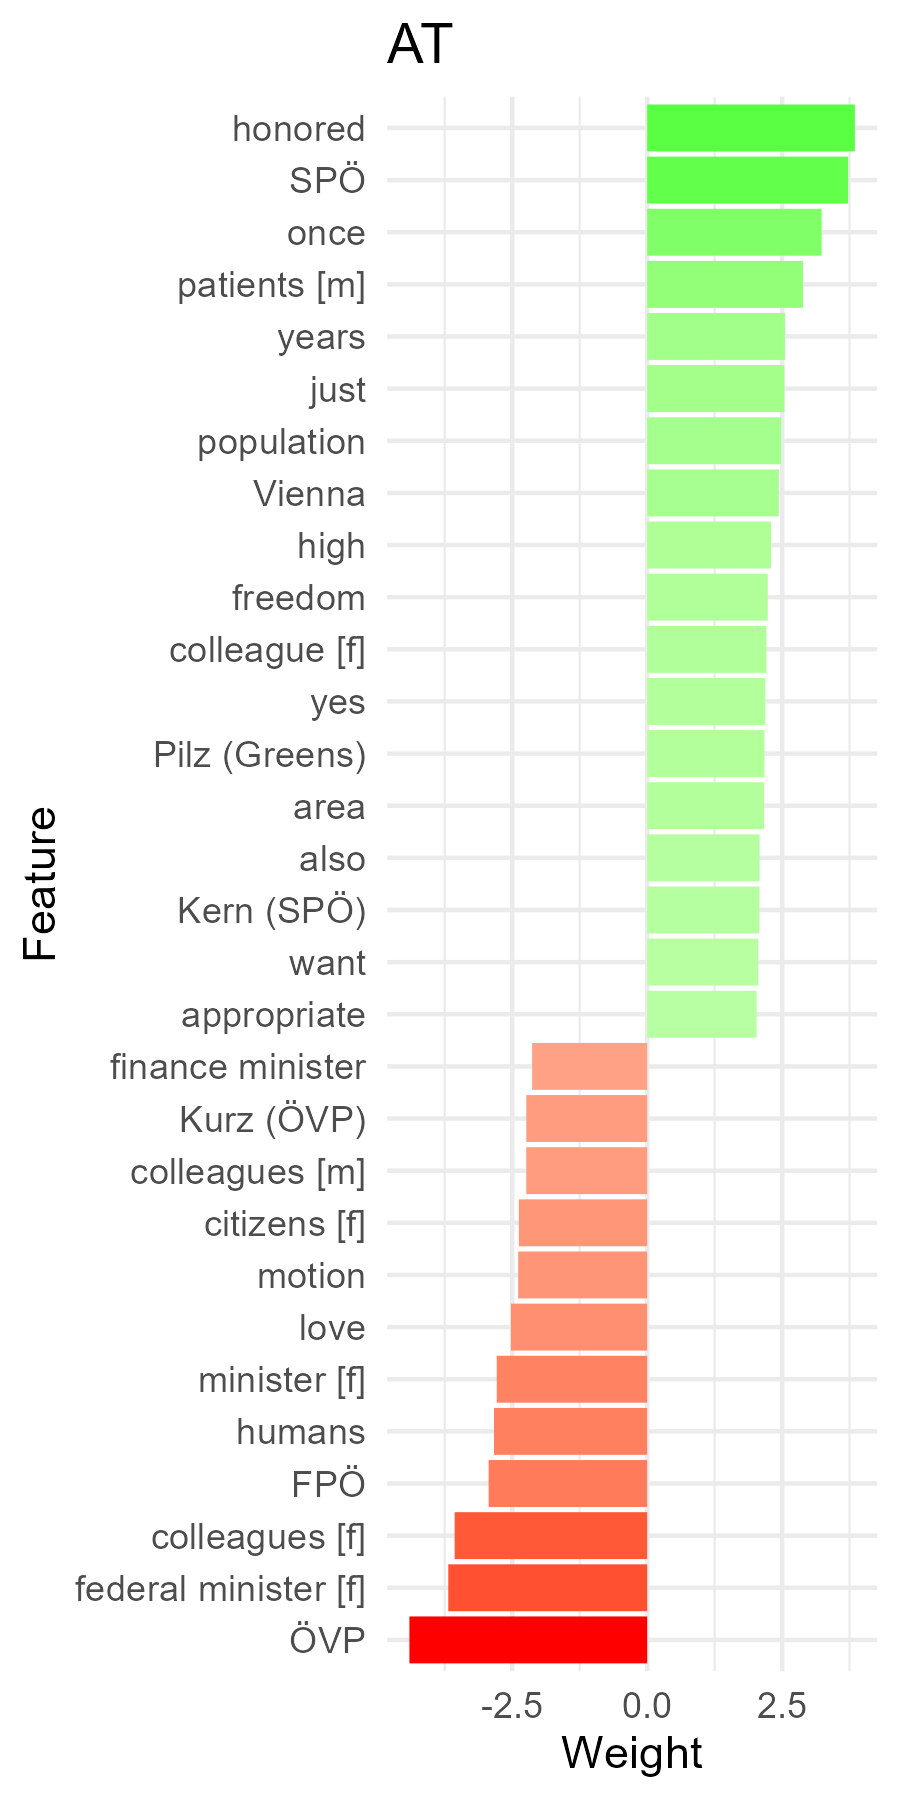 AT
honored
SPÖ
once
patients [m]
years
just
population
Vienna
high
freedom
colleague [f]
yes
Pilz (Greens)
area
also
Kern (SPÖ)
want
appropriate
finance minister
Kurz (ÖVP)
colleagues [m]
citizens [f]
motion
love
minister [f]
humans
FPÖ
colleagues [f]
federal minister [f]
ÖVP
Feature
-2.5 0.0 2.5
Weight